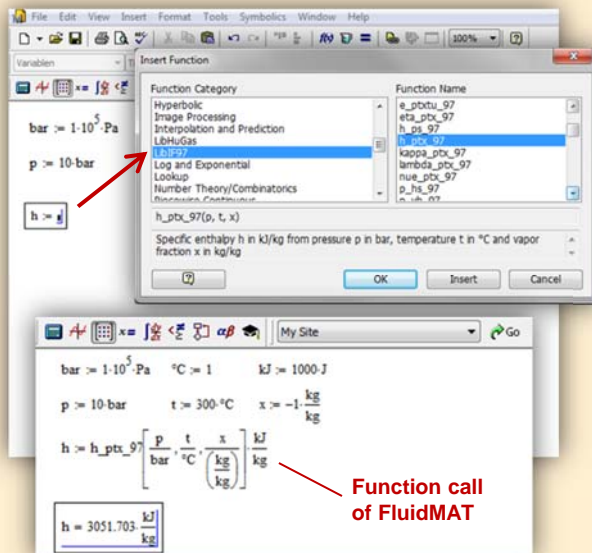 File Edit View Insert Format Tools Symbolics Window Help
100%
Variablen
Insert Function
Function Category
Function Name
Hyperbolic
Image Processing
Interpolation and Prediction
LibHuGas
LibIF97
Log and Exponential
Lookup
Number Theory/Combinatorics
Piecewise Continuous
e_ptxtu_97
eta_ptx_97
h_ps_97
h_ptx_97
kappa_ptx_97
lambda_ptx_97
nue_ptx_97
p_hs_97
h_ptx_97(p, t, x)
Specific enthalpy h in kJ/kg from pressure p in bar, temperature t in °C and vapor
fraction x in kg/kg
OK Insert Cancel
bar := 1·10⁵·Pa
p := 10·bar
h :=
My Site Go
bar := 1·10⁵·Pa °C := 1 kJ := 1000·J
p := 10·bar t := 300·°C x := −1·kg/kg
h := h_ptx_97[p/bar, t/°C, x/(kg/kg)]·kJ/kg
h = 3051.703·kJ/kg
Function call
of FluidMAT